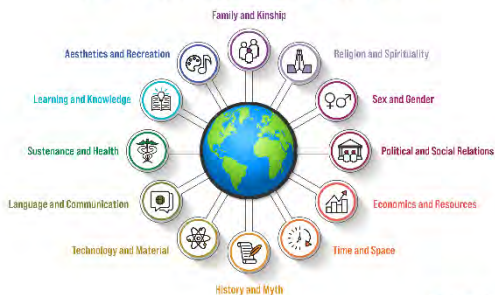 Family and Kinship
Aesthetics and Recreation
Religion and Spirituality
Learning and Knowledge
Sex and Gender
Sustenance and Health
Political and Social Relations
Language and Communication
Economics and Resources
Technology and Material
Time and Space
History and Myth